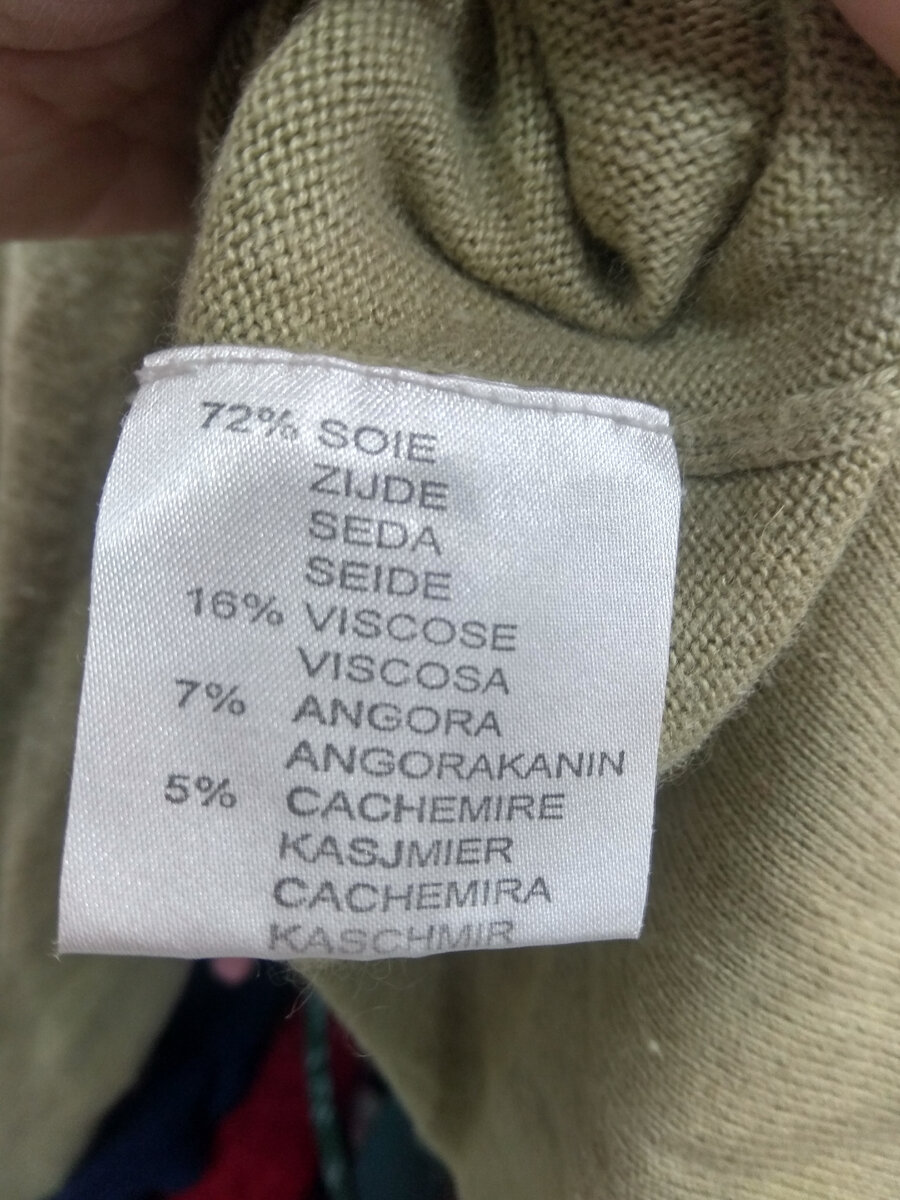 72% SOIE
ZIJDE
SEDA
SEIDE
16% VISCOSE
VISCOSA
7% ANGORA
ANGORAKANIN
5% CACHEMIRE
KASJMIER
CACHEMIRA
KASCHMIR